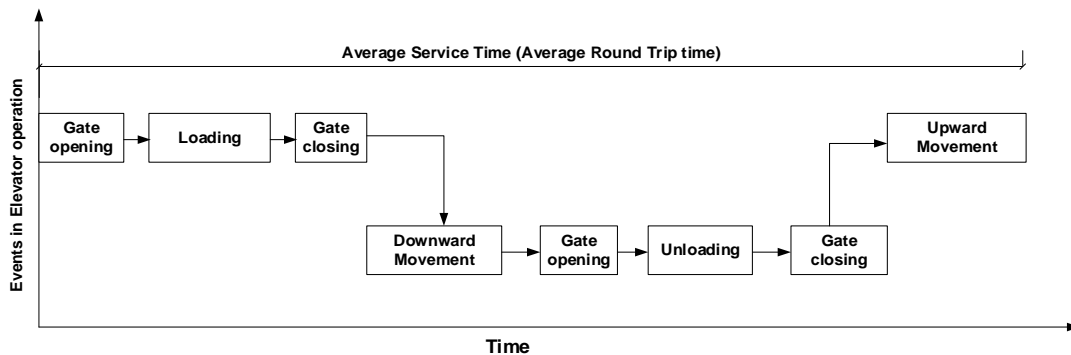 Average Service Time (Average Round Trip time)
Events in Elevator operation
Gate
opening
Loading
Gate
closing
Upward
Movement
Downward
Movement
Gate
opening
Unloading
Gate
closing
Time